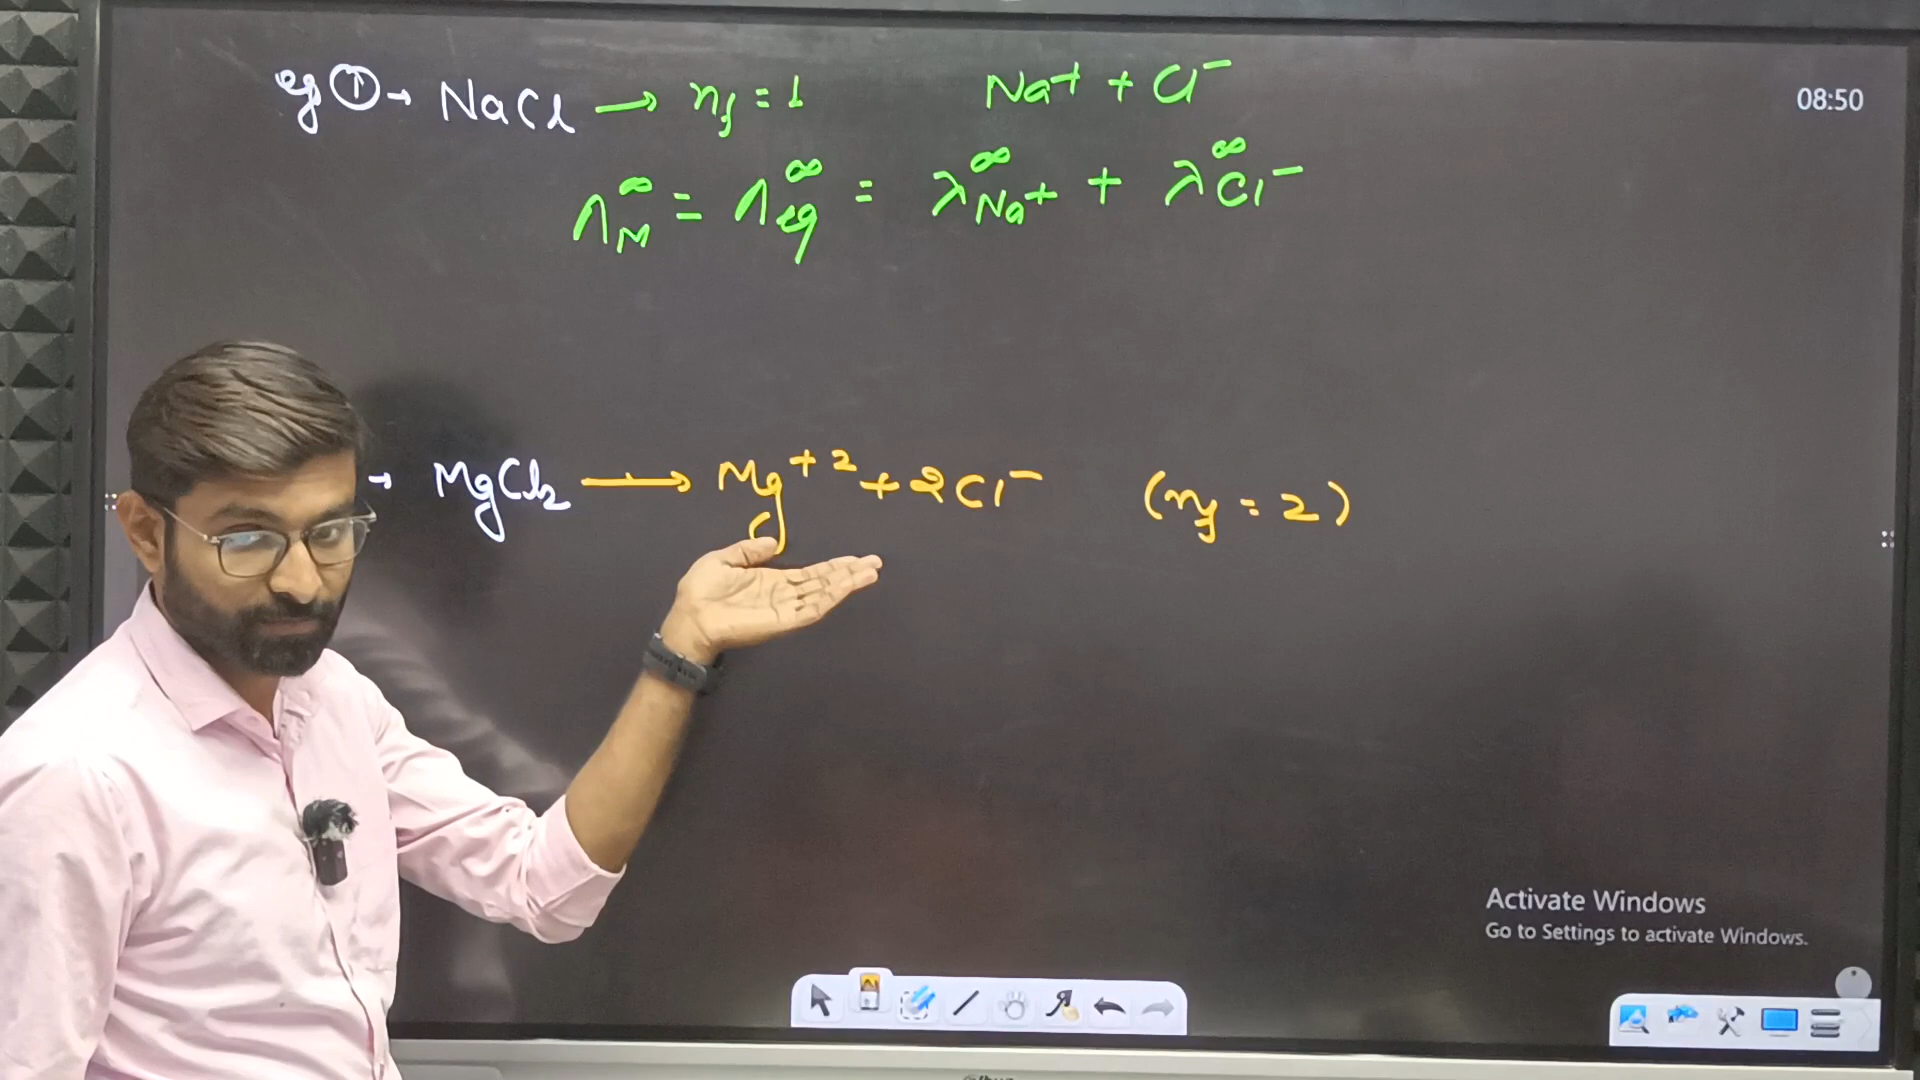 eg ① → NaCl → nf = 1 Na+ + Cl-
08:50
Λ∞M = Λ∞eq = λ∞Na+ + λ∞Cl-
→ MgCl2 → Mg+2 + 2Cl- (nf = 2)
Activate Windows
Go to Settings to activate Windows.